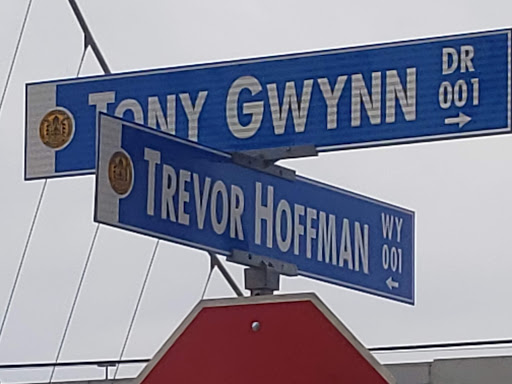 TONY GWYNN DR
001
→
TREVOR HOFFMAN WY
001
←